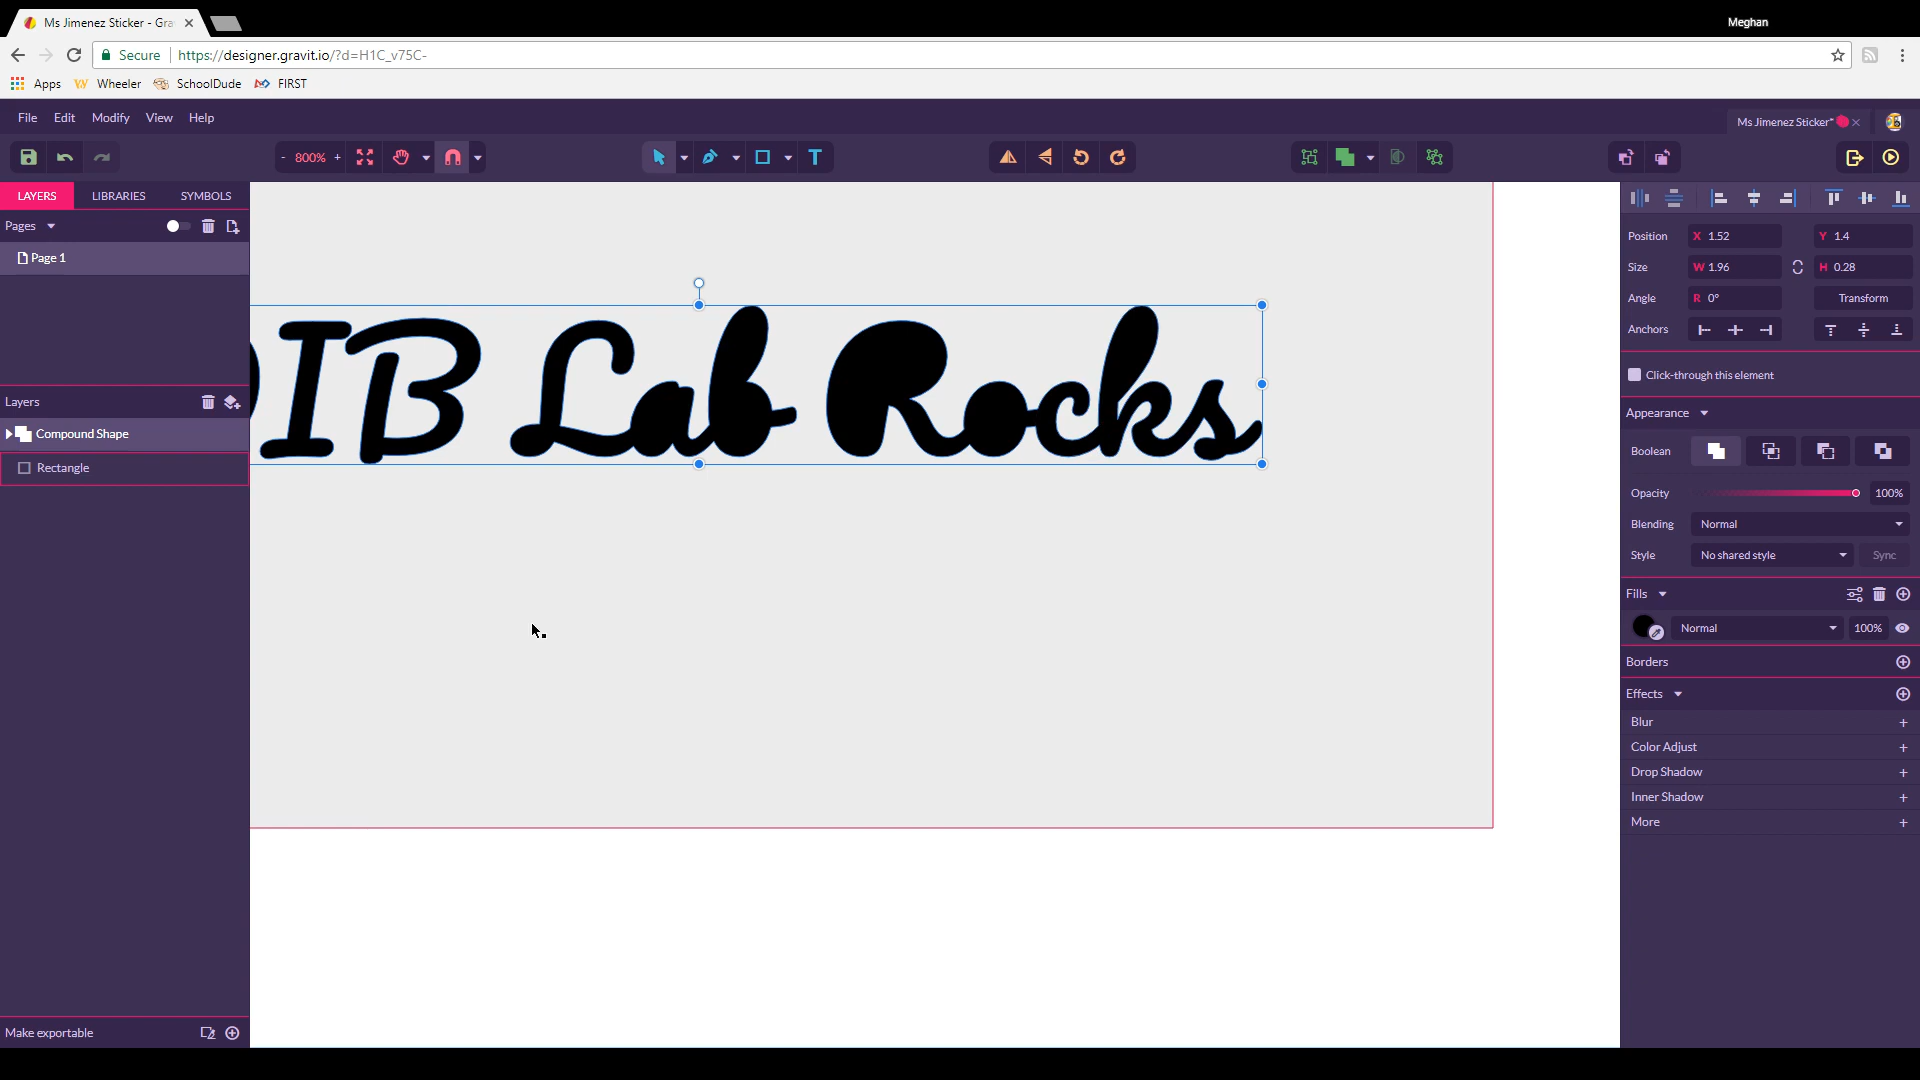 Meghan
Ms Jimenez Sticker - Gra
Secure https://designer.gravit.io/?d=H1C_v75C-
Apps Wheeler SchoolDude FIRST
File Edit Modify View Help
Ms Jimenez Sticker*
- 800% +
T
LAYERS LIBRARIES SYMBOLS
Pages
Page 1
Layers
Compound Shape
Rectangle
Make exportable
IB Lab Rocks
Position X 1.52 Y 1.4
Size W 1.96 H 0.28
Angle R 0° Transform
Anchors
Click-through this element
Appearance
Boolean
Opacity 100%
Blending Normal
Style No shared style Sync
Fills
Normal 100%
Borders
Effects
Blur +
Color Adjust +
Drop Shadow +
Inner Shadow +
More +